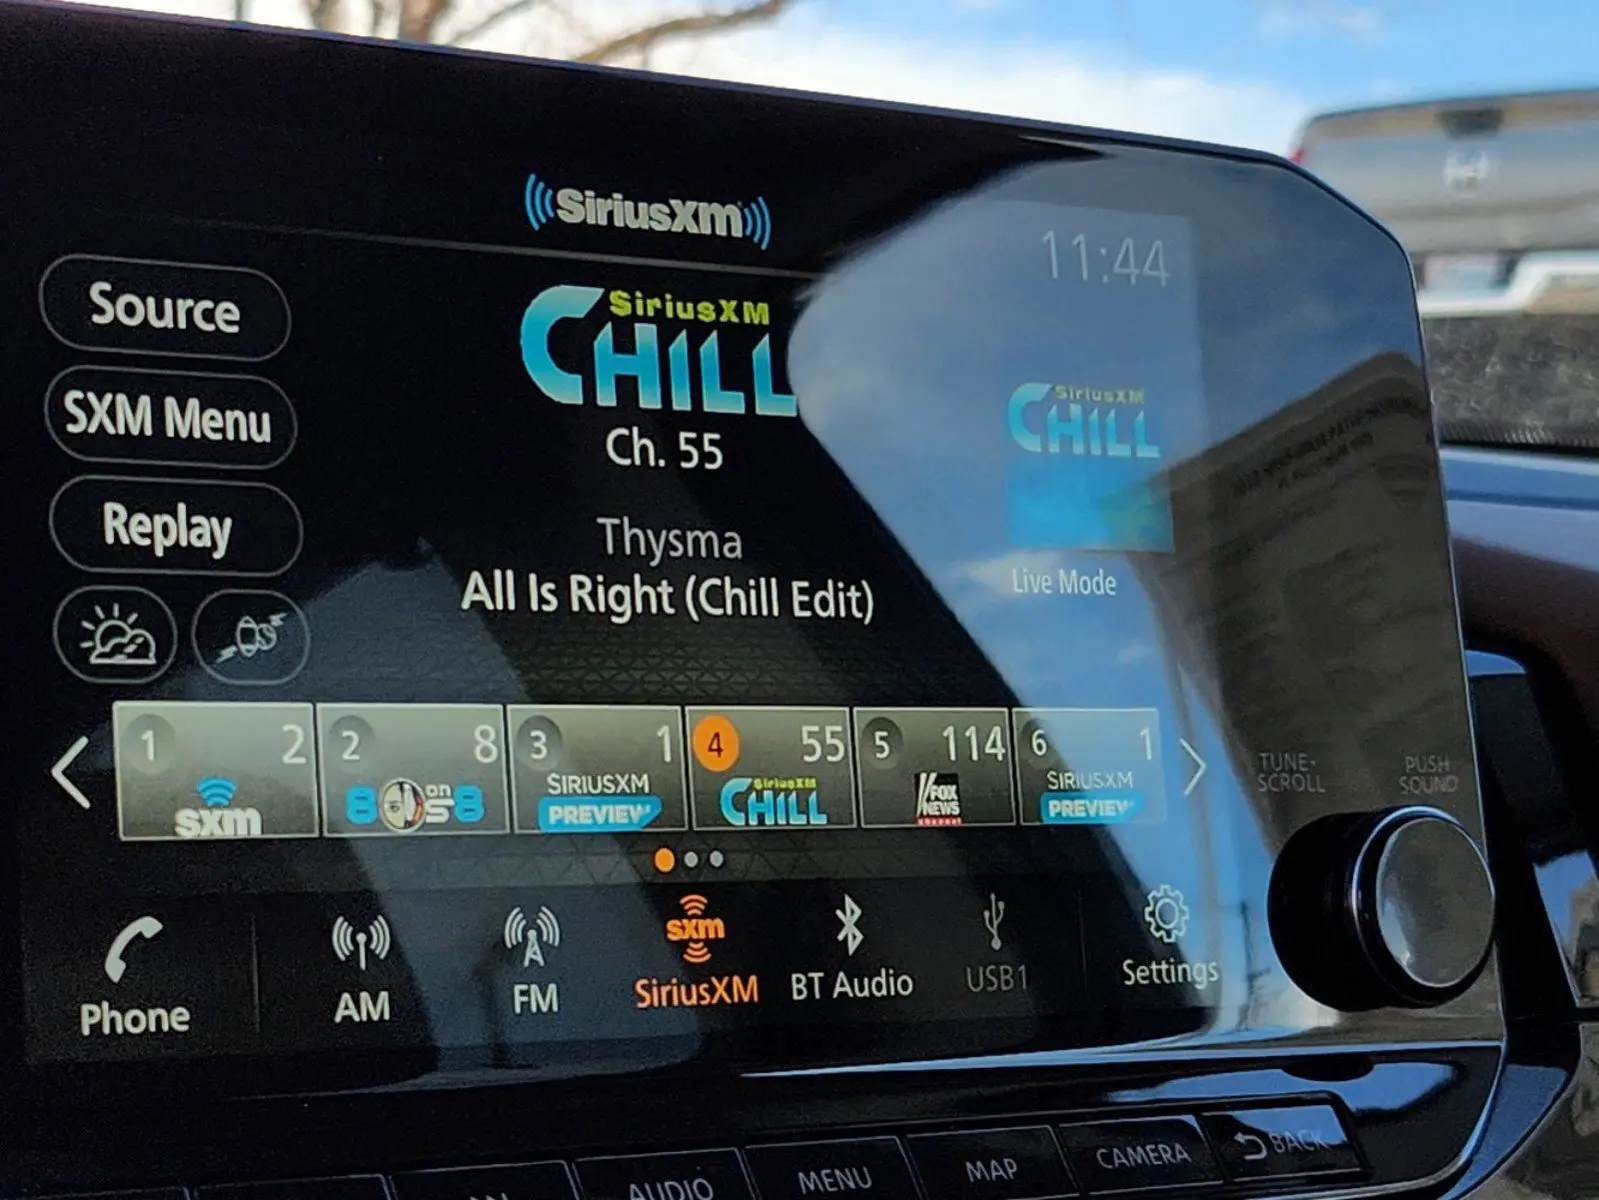 SiriusXM
11:44
Source
SiriusXM
CHILL
Ch. 55
SXM Menu
SiriusXM
CHILL
Replay
Thysma
All Is Right (Chill Edit)
Live Mode
1 2
sxm
2 8
80s on 8
3 1
SIRIUSXM
PREVIEW
4 55
SiriusXM
CHILL
5 114
FOX
NEWS
channel
6 1
SIRIUSXM
PREVIEW
TUNE·
SCROLL
PUSH
SOUND
Phone
AM
FM
sxm
SiriusXM
BT Audio
USB1
Settings
AUDIO
MENU
MAP
CAMERA
BACK